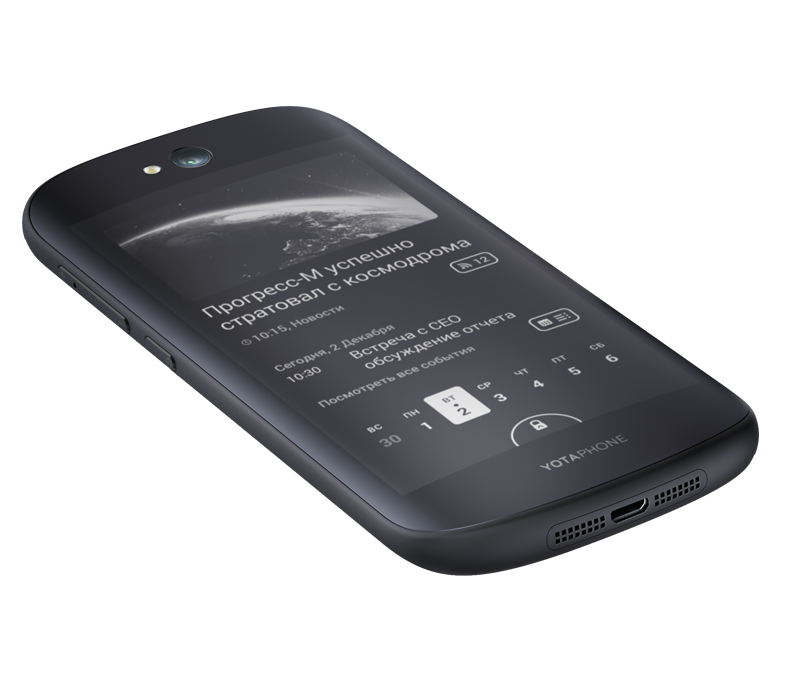 Прогресс-М успешно
стратовал с космодрома
12
10:15, Новости
Сегодня, 2 Декабря
10:30 Встреча с CEO
обсуждение отчета
Посмотреть все события
ВС ПН ВТ СР ЧТ ПТ СБ
30 1 2 3 4 5 6
YOTAPHONE